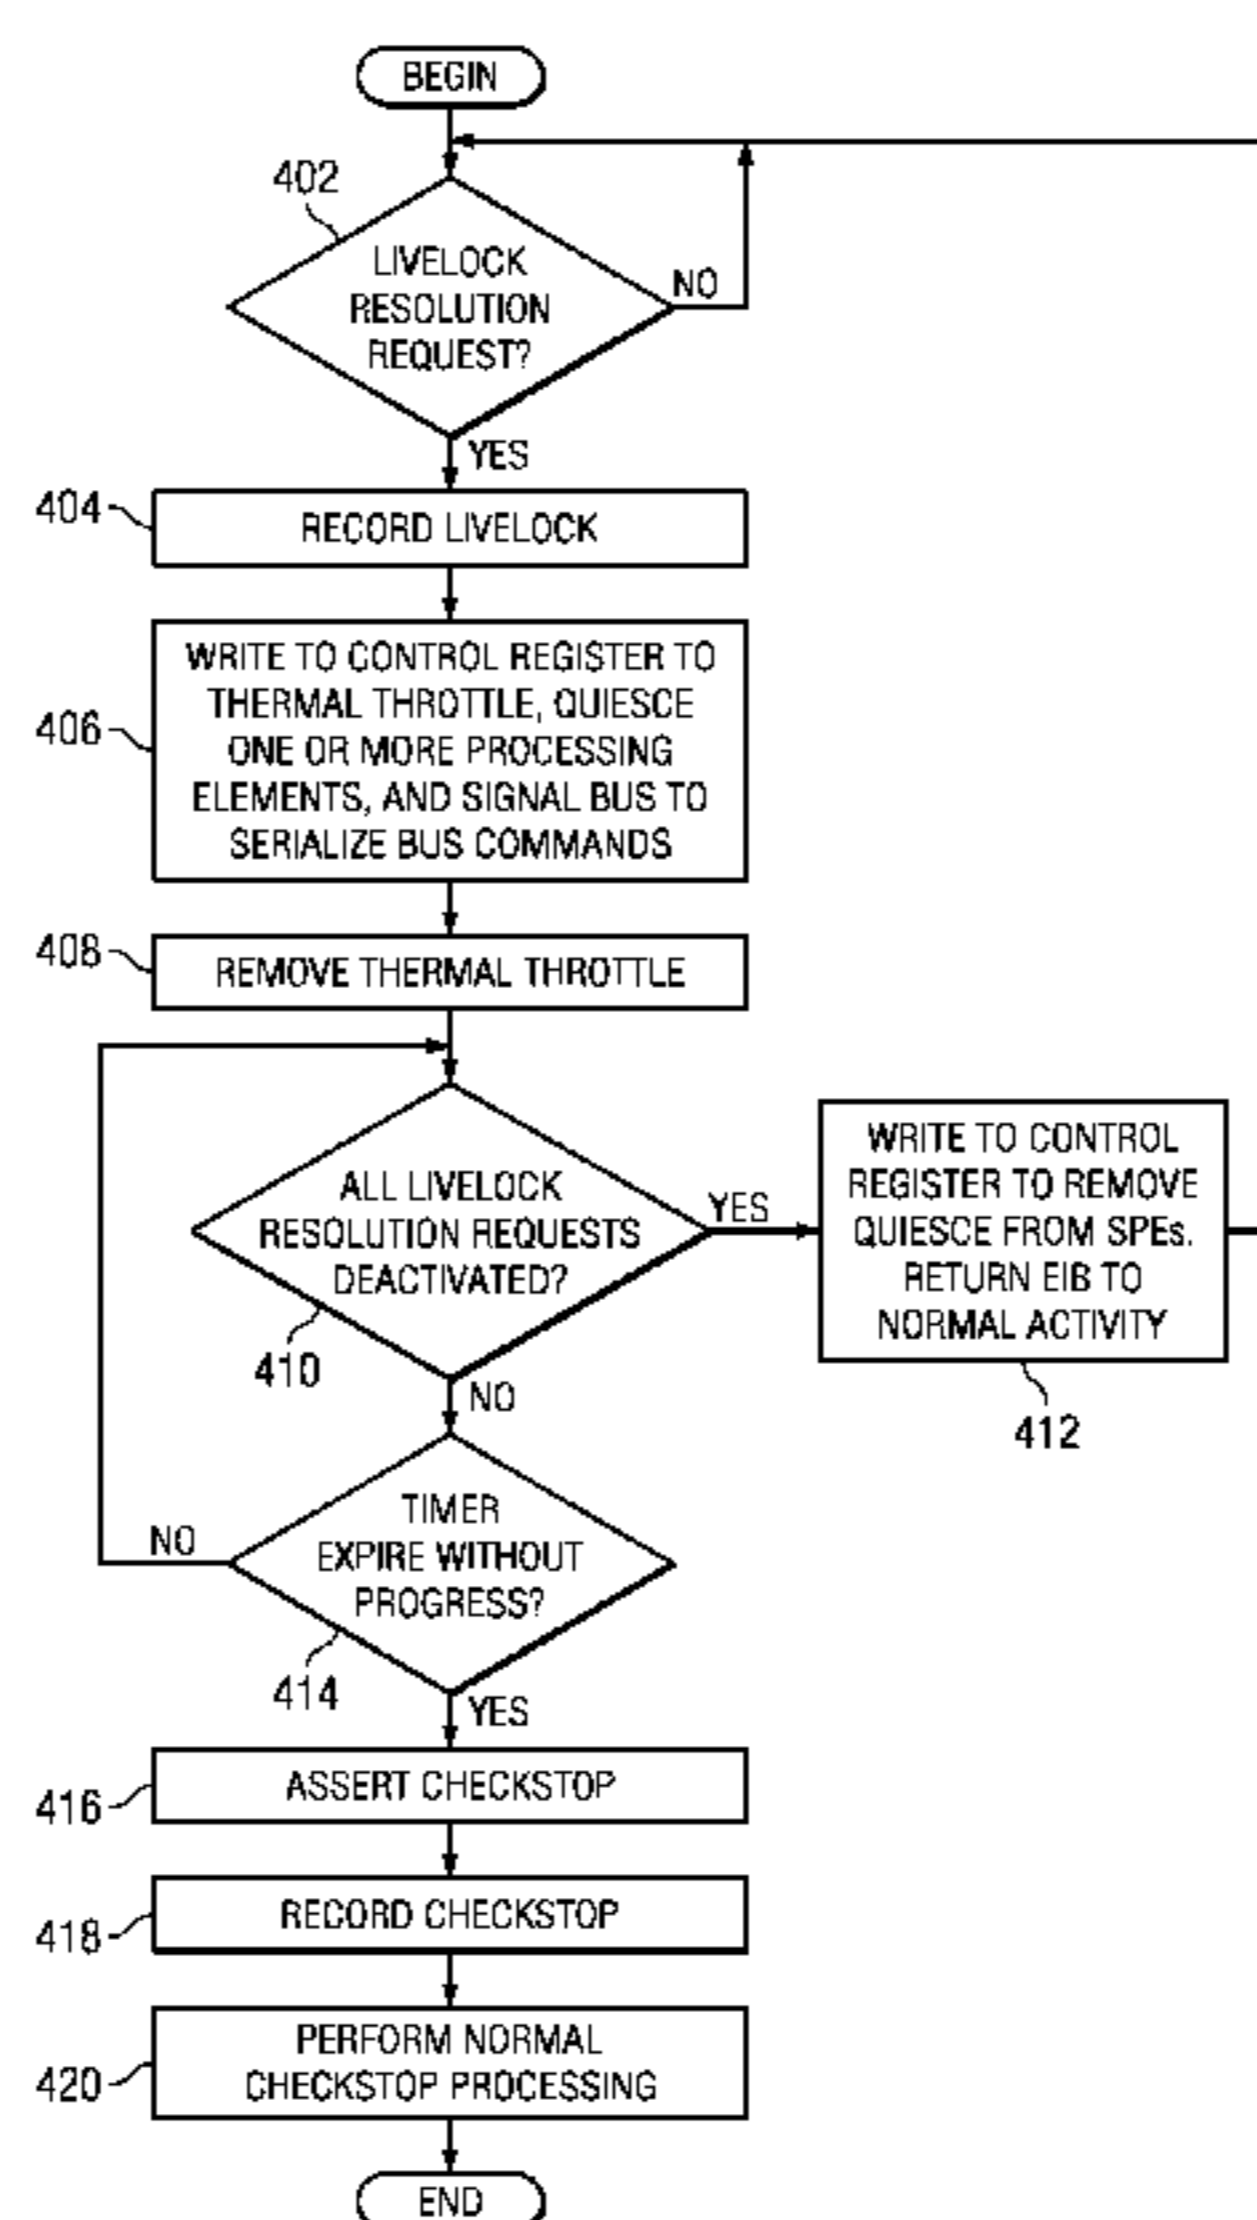 BEGIN
402
LIVELOCK
RESOLUTION
REQUEST?
NO
YES
404
RECORD LIVELOCK
406
WRITE TO CONTROL REGISTER TO
THERMAL THROTTLE, QUIESCE
ONE OR MORE PROCESSING
ELEMENTS, AND SIGNAL BUS TO
SERIALIZE BUS COMMANDS
408
REMOVE THERMAL THROTTLE
ALL LIVELOCK
RESOLUTION REQUESTS
DEACTIVATED?
YES
410
NO
WRITE TO CONTROL
REGISTER TO REMOVE
QUIESCE FROM SPEs.
RETURN EIB TO
NORMAL ACTIVITY
412
TIMER
EXPIRE WITHOUT
PROGRESS?
NO
414
YES
416
ASSERT CHECKSTOP
418
RECORD CHECKSTOP
420
PERFORM NORMAL
CHECKSTOP PROCESSING
END